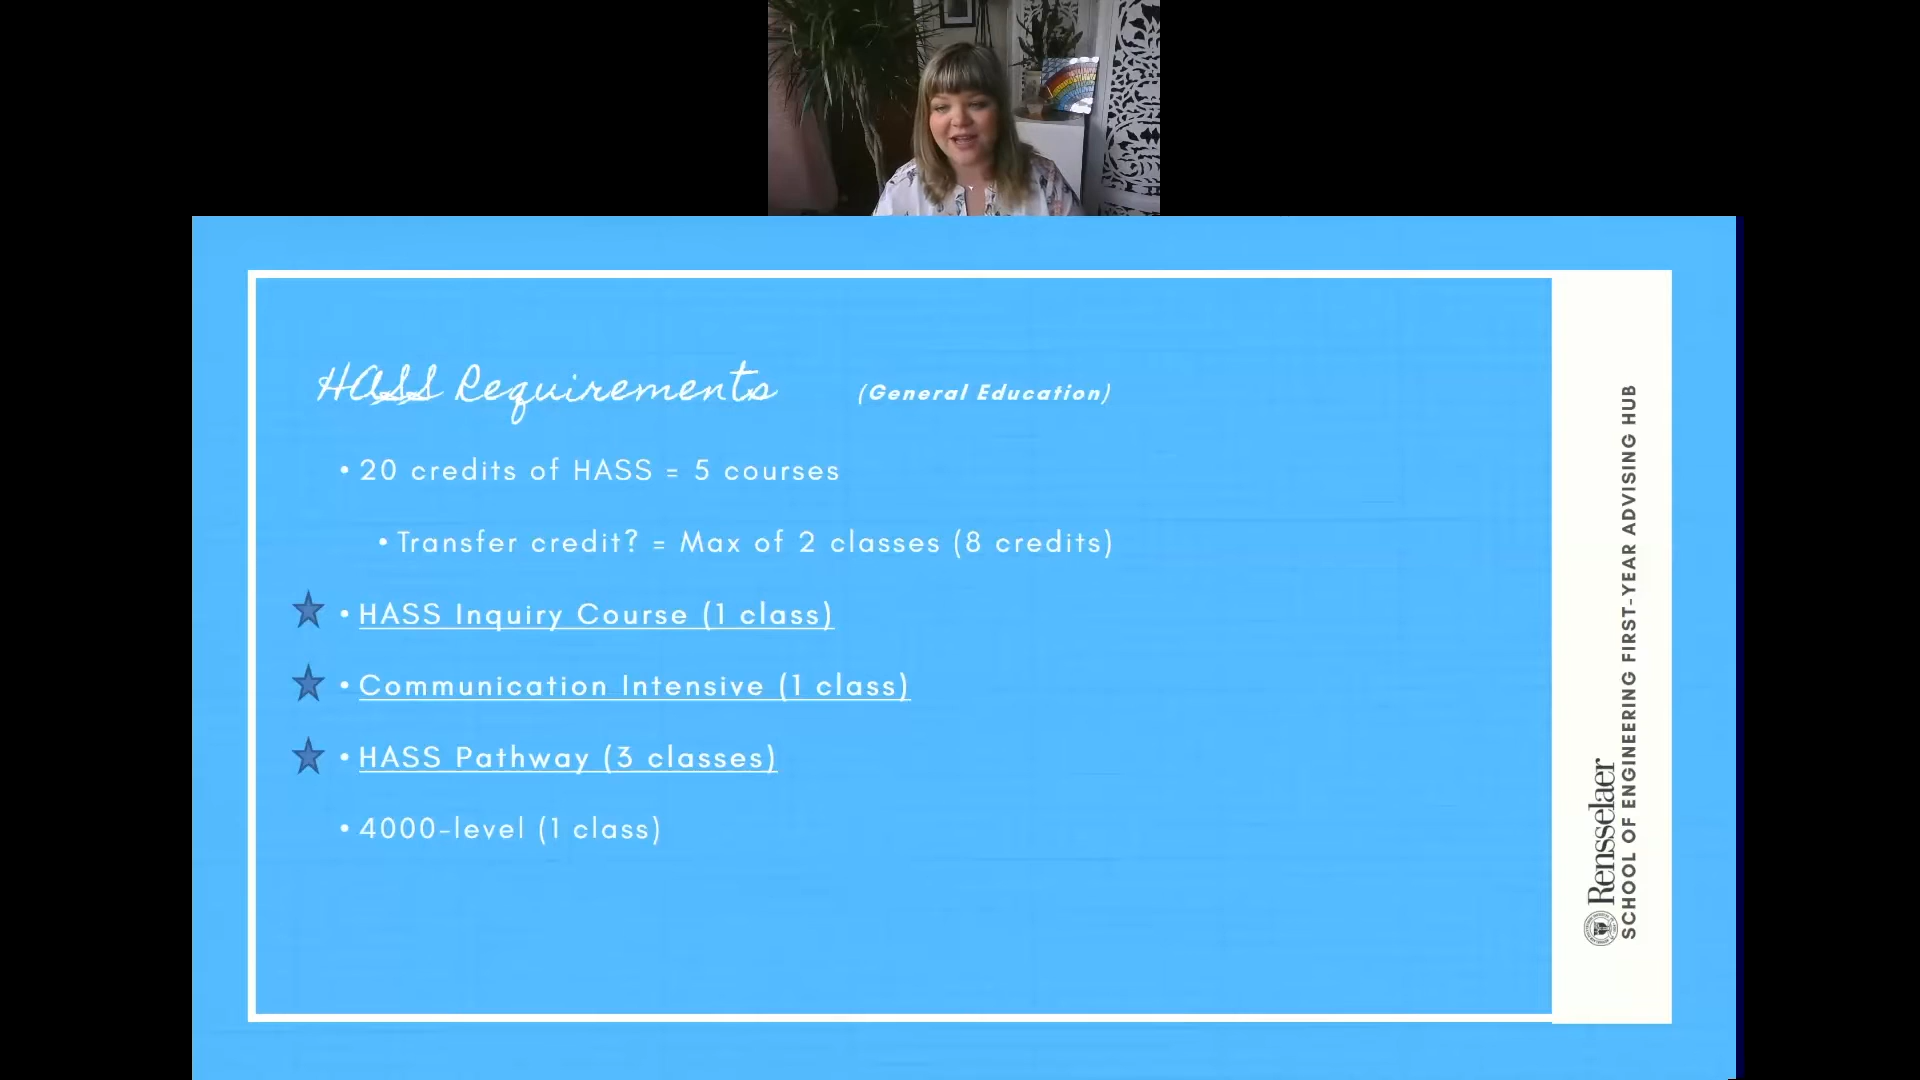 HASS Requirements (General Education)
• 20 credits of HASS = 5 courses
• Transfer credit? = Max of 2 classes (8 credits)
• HASS Inquiry Course (1 class)
• Communication Intensive (1 class)
• HASS Pathway (3 classes)
• 4000-level (1 class)
Rensselaer
SCHOOL OF ENGINEERING FIRST-YEAR ADVISING HUB